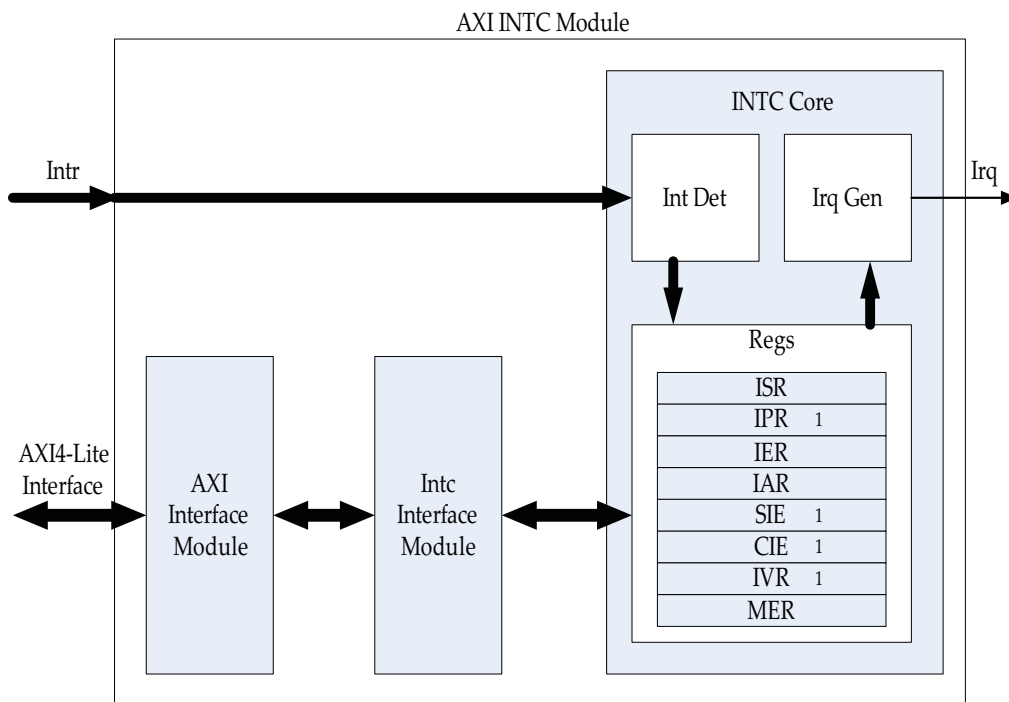 AXI INTC Module
INTC Core
Intr
Int Det
Irq Gen
Irq
Regs
ISR
IPR 1
IER
IAR
SIE 1
CIE 1
IVR 1
MER
AXI4-Lite
Interface
AXI
Interface
Module
Intc
Interface
Module